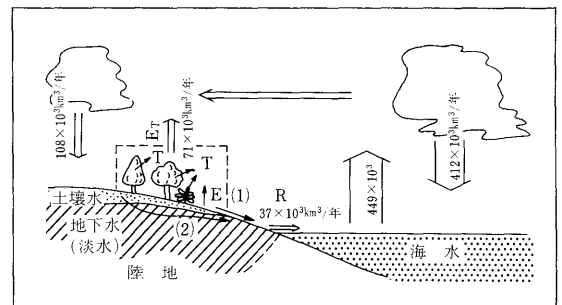 108×10³km³/年
E_T
71×10³km³/年
412×10³km³/年
449×10³
T
T
E
(1)
R
37×10³km³/年
土壌水
地下水
(淡水)
(2)
陸 地
海 水